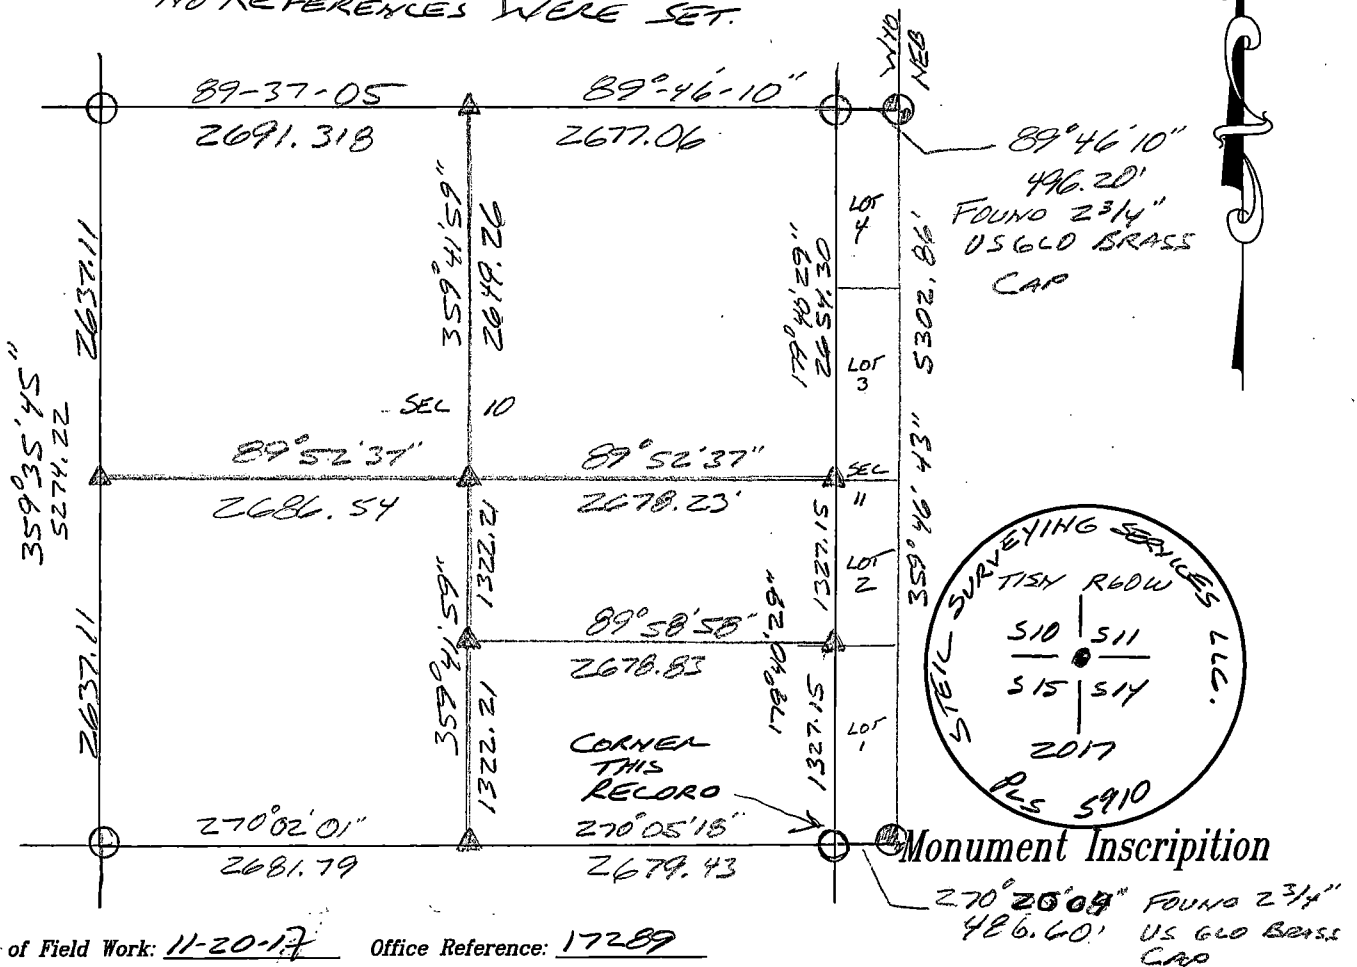 NO REFERENCES WERE SET.
WYO
NEB
89-37-05
2691.318
89°-46-10"
2677.06
89°46'10"
496.20'
FOUND 2 3/4"
US GLO BRASS
CAP
2637.11
359°41'59"
2649.26
179°40'29"
2654.30
LOT
4
LOT
3
5302.86'
359°46'43"
359°35'45"
5274.22
SEC 10
89°52'37"
2686.54
89°52'37"
2678.23'
SEC
11
2637.11
359°41'59"
1322.21
1322.21
89°58'58"
2678.83
1327.15
LOT
2
1327.15
LOT
1
CORNER
THIS
RECORD
270°02'01"
2681.79
270°05'18"
2679.43
STEIL SURVEYING SERVICES LLC.
T15N R60W
S10 S11
S15 S14
2017
PLS 5910
Monument Inscripition
FOUND 2 3/4"
486.60' US GLO BRASS
CAP
of Field Work: 11-20-17 Office Reference: 17289